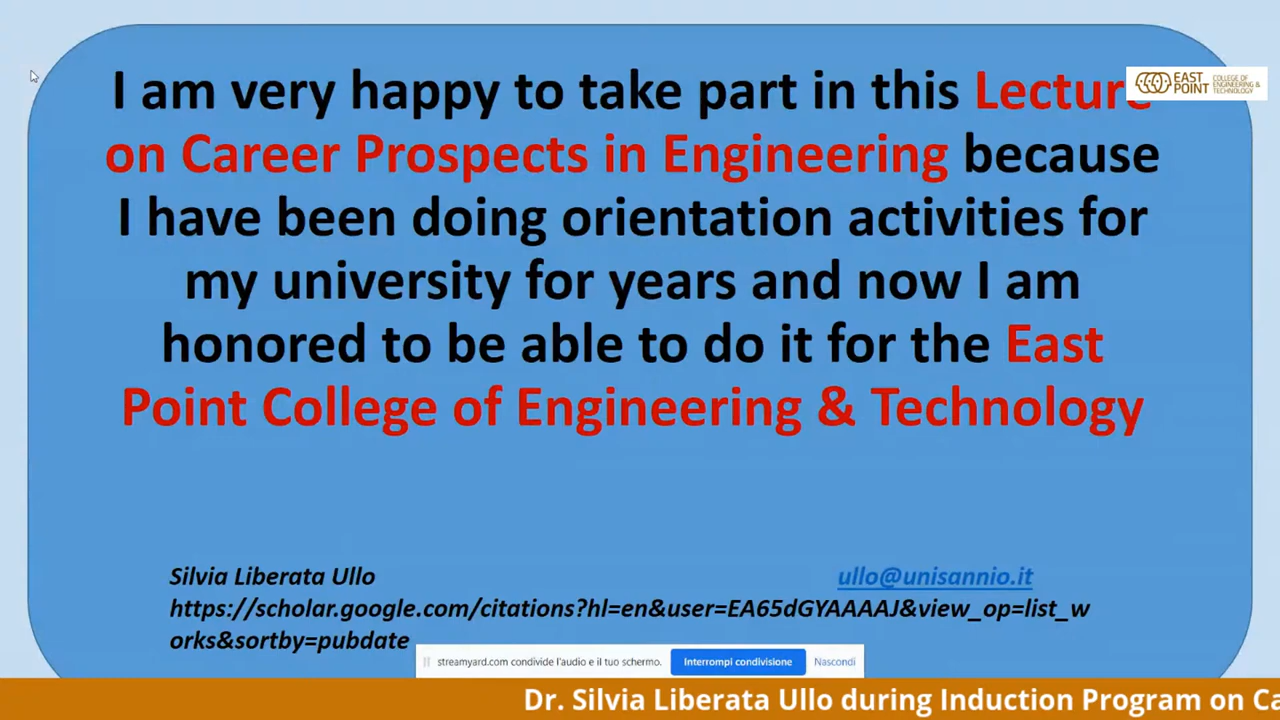 I am very happy to take part in this Lecture
on Career Prospects in Engineering because
I have been doing orientation activities for
my university for years and now I am
honored to be able to do it for the East
Point College of Engineering & Technology
EAST POINT COLLEGE OF ENGINEERING & TECHNOLOGY
Silvia Liberata Ullo ullo@unisannio.it
https://scholar.google.com/citations?hl=en&user=EA65dGYAAAAJ&view_op=list_w
orks&sortby=pubdate
streamyard.com condivide l'audio e il tuo schermo. Interrompi condivisione Nascondi
Dr. Silvia Liberata Ullo during Induction Program on Ca